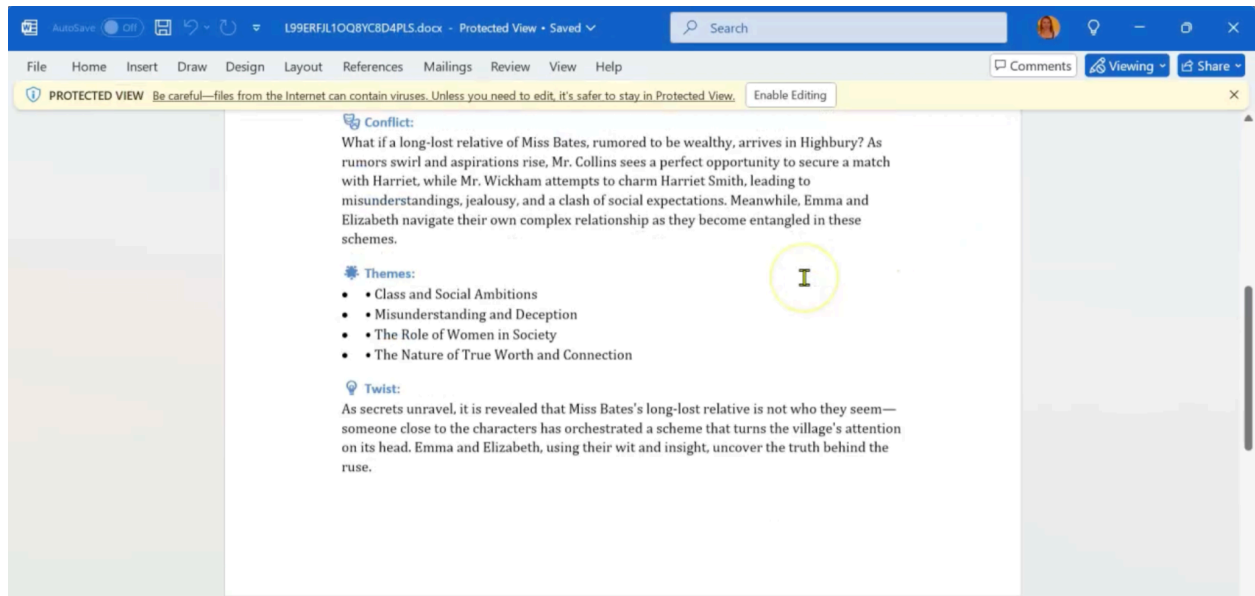 AutoSave Off L99ERFJL1OQ8YC8D4PLS.docx - Protected View • Saved Search
File Home Insert Draw Design Layout References Mailings Review View Help Comments Viewing Share
PROTECTED VIEW Be careful—files from the Internet can contain viruses. Unless you need to edit, it's safer to stay in Protected View. Enable Editing
Conflict:
What if a long-lost relative of Miss Bates, rumored to be wealthy, arrives in Highbury? As
rumors swirl and aspirations rise, Mr. Collins sees a perfect opportunity to secure a match
with Harriet, while Mr. Wickham attempts to charm Harriet Smith, leading to
misunderstandings, jealousy, and a clash of social expectations. Meanwhile, Emma and
Elizabeth navigate their own complex relationship as they become entangled in these
schemes.
Themes:
• • Class and Social Ambitions
• • Misunderstanding and Deception
• • The Role of Women in Society
• • The Nature of True Worth and Connection
Twist:
As secrets unravel, it is revealed that Miss Bates's long-lost relative is not who they seem—
someone close to the characters has orchestrated a scheme that turns the village's attention
on its head. Emma and Elizabeth, using their wit and insight, uncover the truth behind the
ruse.